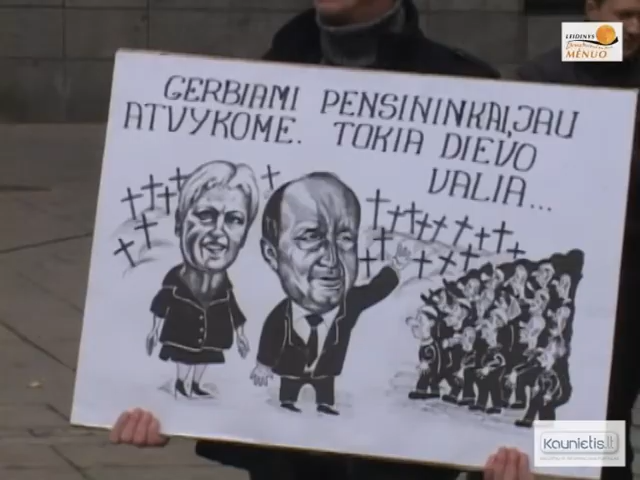 GERBIAMI PENSININKAI,JAU
ATVYKOME. TOKIA DIEVO
VALIA...
LEIDINYS
MĖNUO
Kaunietis.lt